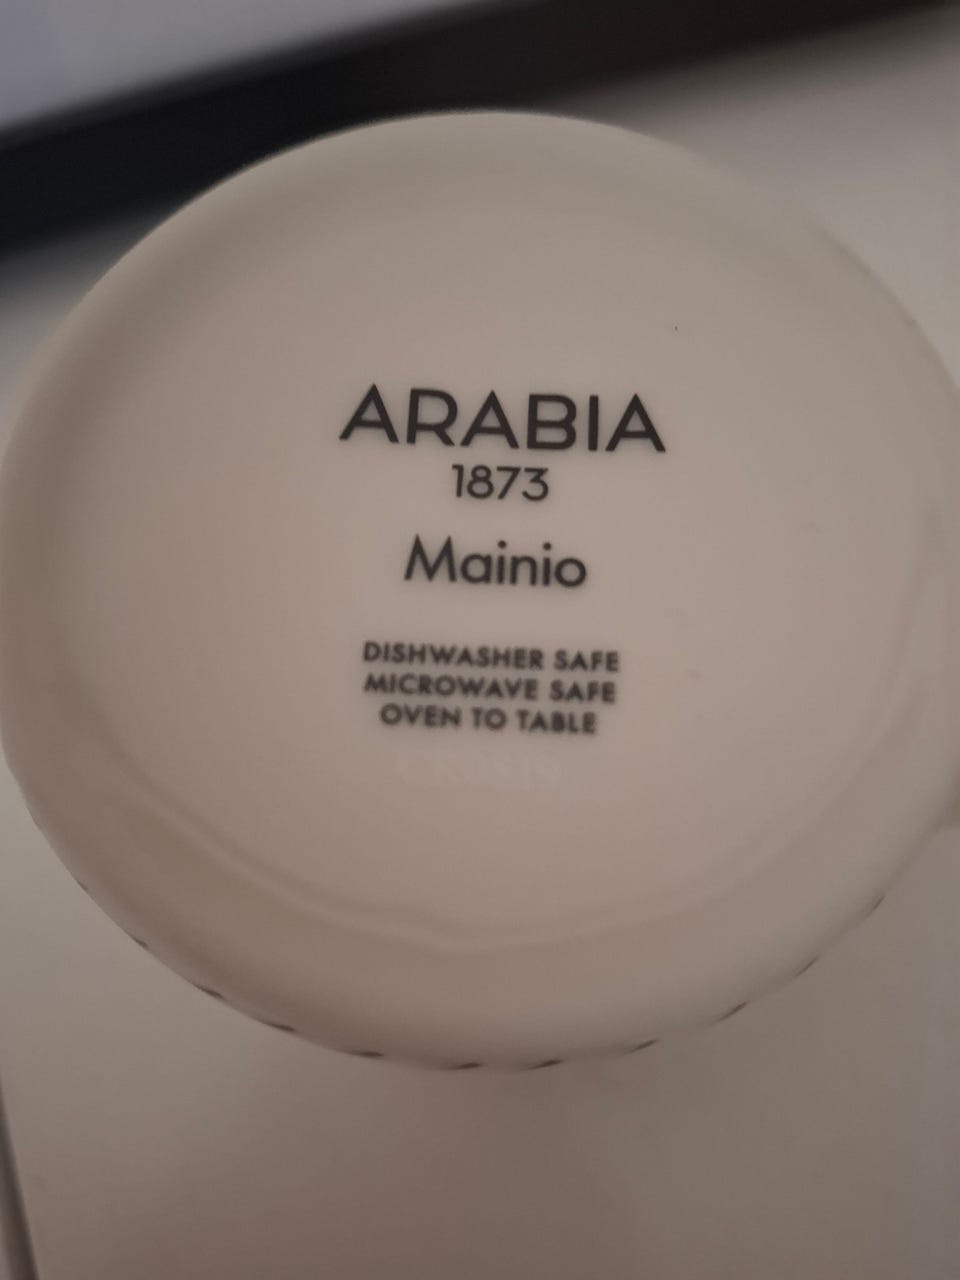 ARABIA
1873
Mainio
DISHWASHER SAFE
MICROWAVE SAFE
OVEN TO TABLE